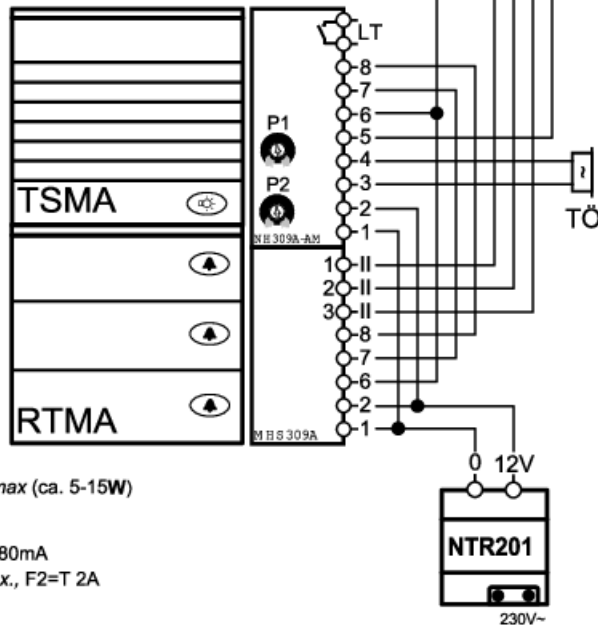 LT
8
7
P1
6
5
4
~
P2
3
TSMA
2
TÖ
1
NH309A-AM
1 II
2 II
3 II
8
7
6
RTMA
2
MHS309A
1
0 12V
max (ca. 5-15W)
NTR201
80mA
x., F2=T 2A
230V~